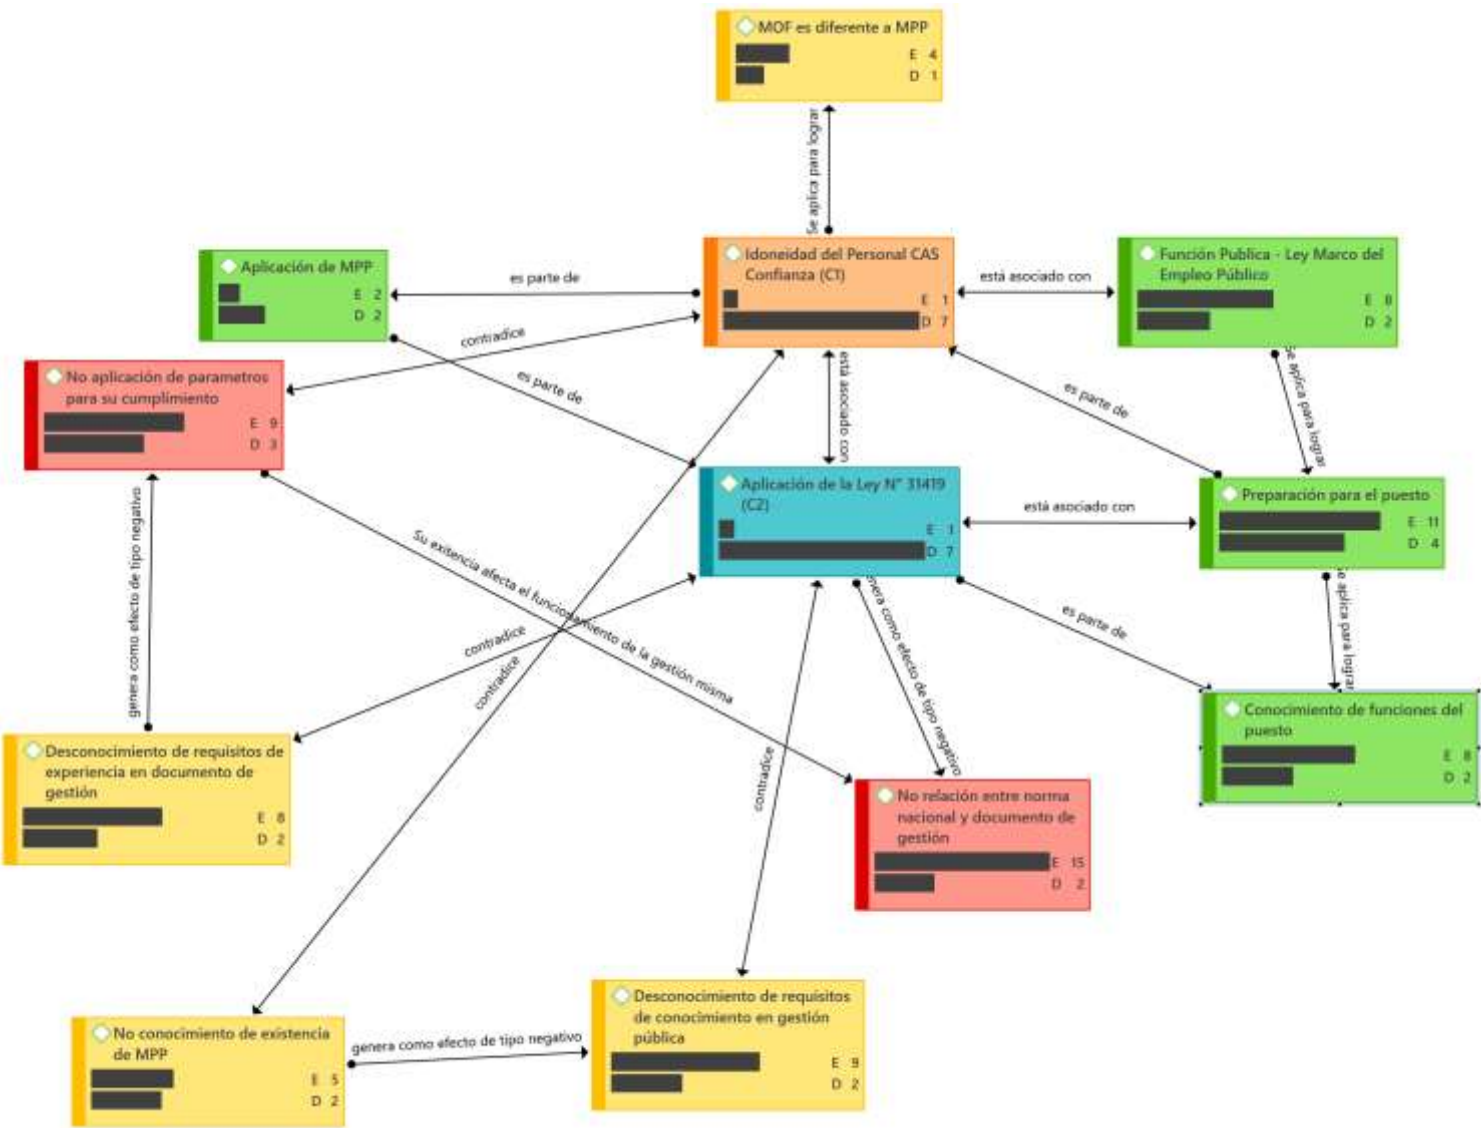 MOF es diferente a MPP
E 4
D 1
Se aplica para lograr
Aplicación de MPP
E 2
D 2
es parte de
Idoneidad del Personal CAS
Confianza (C1)
E 1
D 7
está asociado con
Función Publica - Ley Marco del
Empleo Público
E 8
D 2
contradice
No aplicación de parametros
para su cumplimiento
E 9
D 3
es parte de
está asociado con
es parte de
Se aplica para lograr
Aplicación de la Ley N° 31419
(C2)
E 1
D 7
está asociado con
Preparación para el puesto
E 11
D 4
genera como efecto de tipo negativo
Su exitencia afecta el funcionamiento de la gestión misma
contradice
contradice
genera como efecto de tipo negativo
es parte de
Se aplica para lograr
Conocimiento de funciones del
puesto
E 8
D 2
Desconocimiento de requisitos de
experiencia en documento de
gestión
E 8
D 2
contradice
No relación entre norma
nacional y documento de
gestión
E 15
D 2
No conocimiento de existencia
de MPP
E 5
D 2
genera como efecto de tipo negativo
Desconocimiento de requisitos
de conocimiento en gestión
pública
E 9
D 2